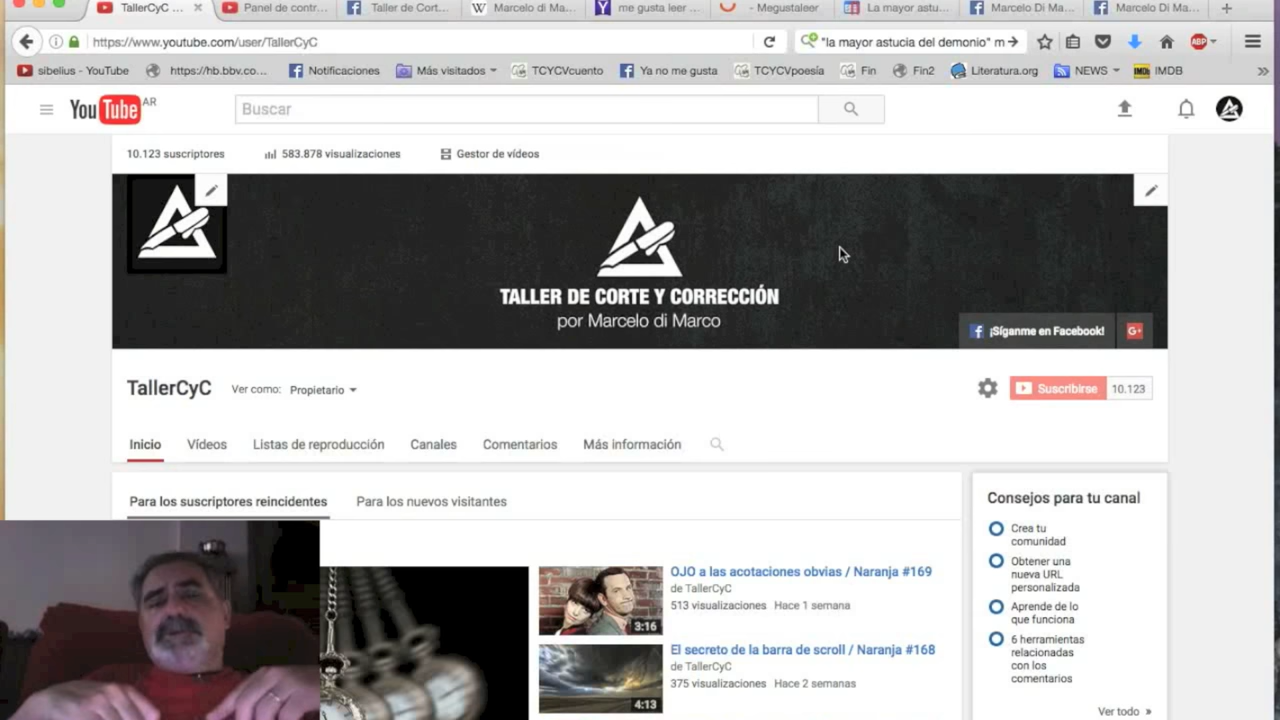 TallerCyC ...
Panel de contr...
Taller de Cort...
Marcelo di Ma...
me gusta leer ...
- Megustaleer
La mayor astu...
Marcelo Di Ma...
Marcelo Di Ma...
https://www.youtube.com/user/TallerCyC
"la mayor astucia del demonio" m
ABP
sibelius - YouTube
https://hb.bbv.co...
Notificaciones
Más visitados
TCYCVcuento
Ya no me gusta
TCYCVpoesía
Fin
Fin2
Literatura.org
NEWS
IMDb
IMDB
YouTube AR
Buscar
10.123 suscriptores
583.878 visualizaciones
Gestor de vídeos
TALLER DE CORTE Y CORRECCIÓN
por Marcelo di Marco
¡Síganme en Facebook!
G+
TallerCyC
Ver como:
Propietario
Suscribirse
10.123
Inicio
Vídeos
Listas de reproducción
Canales
Comentarios
Más información
Para los suscriptores reincidentes
Para los nuevos visitantes
Consejos para tu canal
Crea tu
comunidad
Obtener una
nueva URL
personalizada
Aprende de lo
que funciona
6 herramientas
relacionadas
con los
comentarios
Ver todo »
OJO a las acotaciones obvias / Naranja #169
de TallerCyC
513 visualizaciones Hace 1 semana
3:16
El secreto de la barra de scroll / Naranja #168
de TallerCyC
375 visualizaciones Hace 2 semanas
4:13